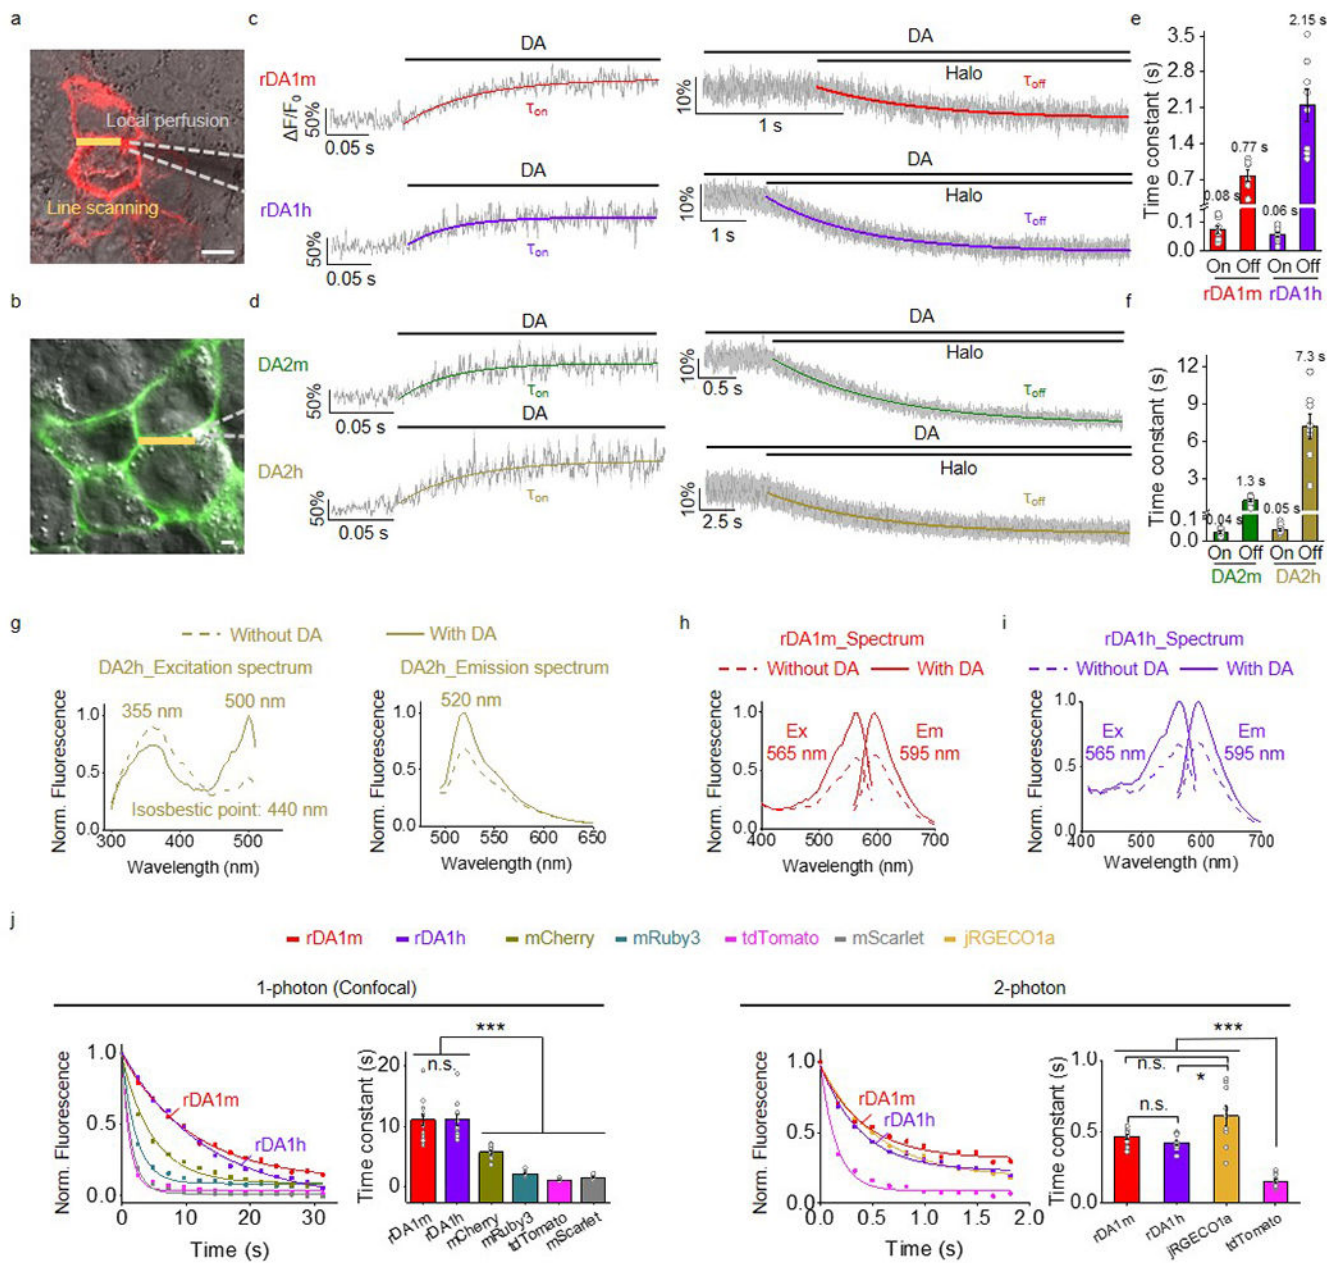 a
Local perfusion
Line scanning
c
DA
rDA1m
ΔF/F0
50%
τon
0.05 s
DA
Halo
10%
τoff
1 s
DA
rDA1h
50%
τon
0.05 s
DA
Halo
10%
τoff
1 s
e
Time constant (s)
3.5
2.8
2.1
1.4
0.7
0.1
0.0
0.08 s
0.77 s
0.06 s
2.15 s
On Off On Off
rDA1m rDA1h
b
d
DA
DA2m
50%
τon
0.05 s
DA
Halo
10%
τoff
0.5 s
DA
DA2h
50%
τon
0.05 s
DA
Halo
10%
τoff
2.5 s
f
Time constant (s)
12
9
6
3
0.1
0.0
0.04 s
1.3 s
0.05 s
7.3 s
On Off On Off
DA2m DA2h
g
Without DA
With DA
DA2h_Excitation spectrum
Norm. Fluorescence
1.0
0.5
0.0
355 nm
500 nm
Isosbestic point: 440 nm
300 400 500
Wavelength (nm)
DA2h_Emission spectrum
1.0
0.5
0.0
520 nm
500 550 600 650
Wavelength (nm)
h
rDA1m_Spectrum
Without DA With DA
Norm. Fluorescence
1.0
0.5
0.0
Ex
565 nm
Em
595 nm
400 500 600 700
Wavelength (nm)
i
rDA1h_Spectrum
Without DA With DA
Norm. Fluorescence
1.0
0.5
0.0
Ex
565 nm
Em
595 nm
400 500 600 700
Wavelength (nm)
j
rDA1m rDA1h mCherry mRuby3 tdTomato mScarlet jRGECO1a
1-photon (Confocal)
Norm. Fluorescence
1.0
0.5
0.0
rDA1m
rDA1h
0 10 20 30
Time (s)
Time constant (s)
20
10
0
***
n.s.
rDA1m
rDA1h
mCherry
mRuby3
tdTomato
mScarlet
2-photon
Norm. Fluorescence
1.0
0.5
0.0
rDA1m
rDA1h
0.0 0.5 1.0 1.5 2.0
Time (s)
Time constant (s)
1.0
0.5
0.0
***
n.s.
*
n.s.
rDA1m
rDA1h
jRGECO1a
tdTomato